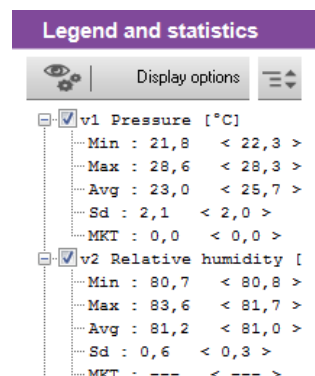 Legend and statistics
Display options
v1 Pressure [°C]
Min : 21,8 < 22,3 >
Max : 28,6 < 28,3 >
Avg : 23,0 < 25,7 >
Sd : 2,1 < 2,0 >
MKT : 0,0 < 0,0 >
v2 Relative humidity [
Min : 80,7 < 80,8 >
Max : 83,6 < 81,7 >
Avg : 81,2 < 81,0 >
Sd : 0,6 < 0,3 >
MKT : --- < --- >